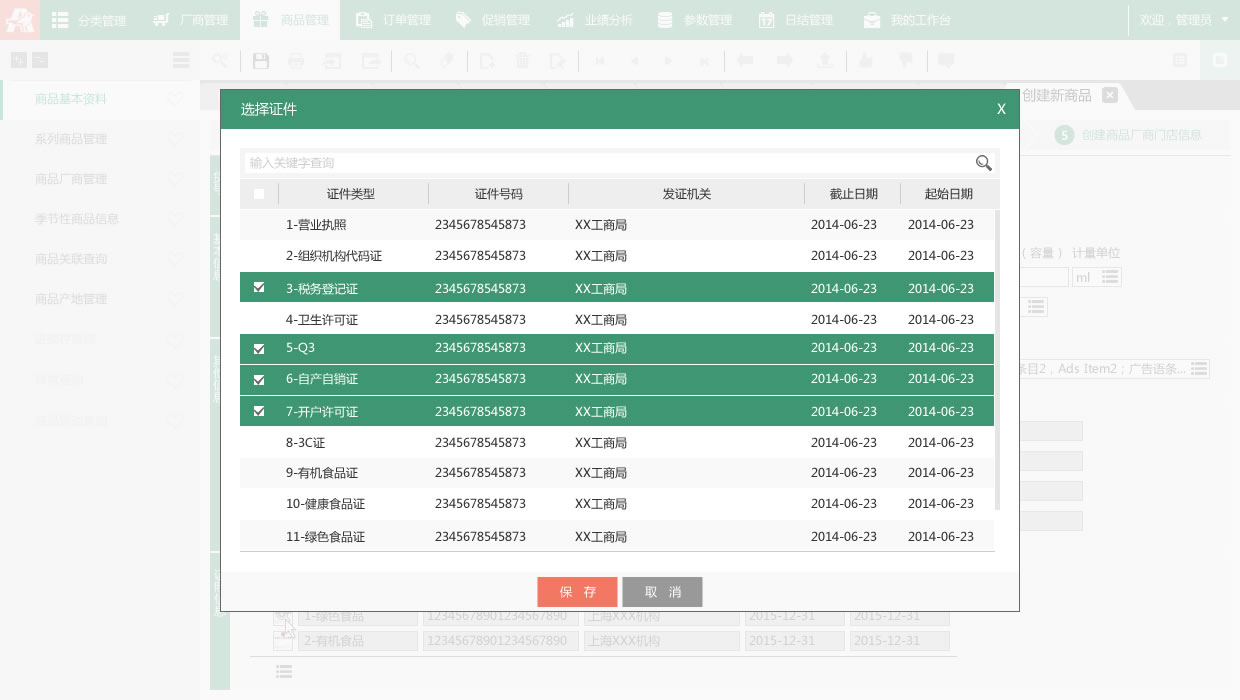 分类管理 厂商管理 商品管理 订单管理 促销管理 业绩分析 参数管理 日结管理 我的工作台 欢迎，管理员
商品基本资料
系列商品管理
商品厂商管理
季节性商品信息
商品关联查询
商品产地管理
创建新商品
5 创建商品厂商门店信息
选择证件 X
输入关键字查询
证件类型 证件号码 发证机关 截止日期 起始日期
1-营业执照 2345678545873 XX工商局 2014-06-23 2014-06-23
2-组织机构代码证 2345678545873 XX工商局 2014-06-23 2014-06-23
3-税务登记证 2345678545873 XX工商局 2014-06-23 2014-06-23
4-卫生许可证 2345678545873 XX工商局 2014-06-23 2014-06-23
5-Q3 2345678545873 XX工商局 2014-06-23 2014-06-23
6-自产自销证 2345678545873 XX工商局 2014-06-23 2014-06-23
7-开户许可证 2345678545873 XX工商局 2014-06-23 2014-06-23
8-3C证 2345678545873 XX工商局 2014-06-23 2014-06-23
9-有机食品证 2345678545873 XX工商局 2014-06-23 2014-06-23
10-健康食品证 2345678545873 XX工商局 2014-06-23 2014-06-23
11-绿色食品证 2345678545873 XX工商局 2014-06-23 2014-06-23
保 存 取 消
（容量） 计量单位
ml
条目2，Ads Item2；广告语条...
1-绿色食品 12345678901234567890 上海XXX机构 2015-12-31 2015-12-31
2-有机食品 12345678901234567890 上海XXX机构 2015-12-31 2015-12-31